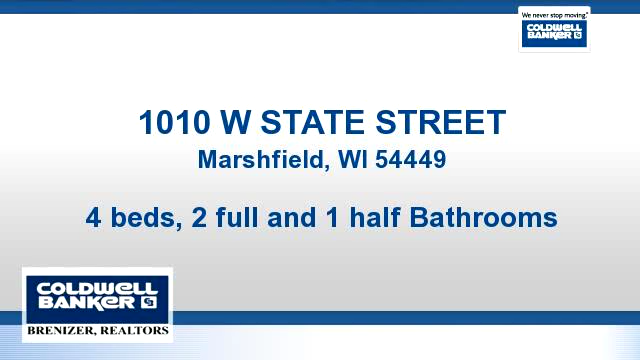 We never stop moving.®
COLDWELL
BANKER
1010 W STATE STREET
Marshfield, WI 54449
4 beds, 2 full and 1 half Bathrooms
COLDWELL
BANKER
BRENIZER, REALTORS